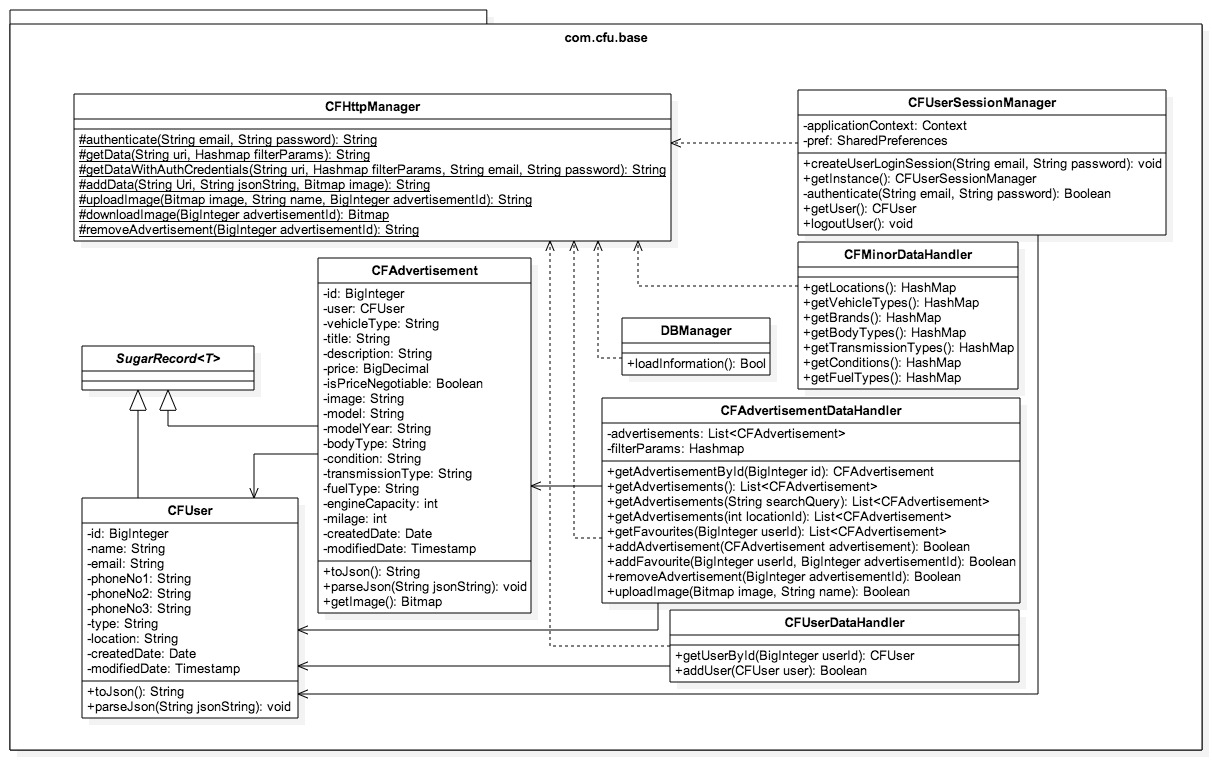 com.cfu.base
CFHttpManager
#authenticate(String email, String password): String
#getData(String uri, Hashmap filterParams): String
#getDataWithAuthCredentials(String uri, Hashmap filterParams, String email, String password): String
#addData(String Uri, String jsonString, Bitmap image): String
#uploadImage(Bitmap image, String name, BigInteger advertisementId): String
#downloadImage(BigInteger advertisementId): Bitmap
#removeAdvertisement(BigInteger advertisementId): String
CFUserSessionManager
-applicationContext: Context
-pref: SharedPreferences
+createUserLoginSession(String email, String password): void
+getInstance(): CFUserSessionManager
-authenticate(String email, String password): Boolean
+getUser(): CFUser
+logoutUser(): void
CFMinorDataHandler
+getLocations(): HashMap
+getVehicleTypes(): HashMap
+getBrands(): HashMap
+getBodyTypes(): HashMap
+getTransmissionTypes(): HashMap
+getConditions(): HashMap
+getFuelTypes(): HashMap
CFAdvertisement
-id: BigInteger
-user: CFUser
-vehicleType: String
-title: String
-description: String
-price: BigDecimal
-isPriceNegotiable: Boolean
-image: String
-model: String
-modelYear: String
-bodyType: String
-condition: String
-transmissionType: String
-fuelType: String
-engineCapacity: int
-milage: int
-createdDate: Date
-modifiedDate: Timestamp
+toJson(): String
+parseJson(String jsonString): void
+getImage(): Bitmap
DBManager
+loadInformation(): Bool
SugarRecord<T>
CFAdvertisementDataHandler
-advertisements: List<CFAdvertisement>
-filterParams: Hashmap
+getAdvertisementById(BigInteger id): CFAdvertisement
+getAdvertisements(): List<CFAdvertisement>
+getAdvertisements(String searchQuery): List<CFAdvertisement>
+getAdvertisements(int locationId): List<CFAdvertisement>
+getFavourites(BigInteger userId): List<CFAdvertisement>
+addAdvertisement(CFAdvertisement advertisement): Boolean
+addFavourite(BigInteger userId, BigInteger advertisementId): Boolean
+removeAdvertisement(BigInteger advertisementId): Boolean
+uploadImage(Bitmap image, String name): Boolean
CFUser
-id: BigInteger
-name: String
-email: String
-phoneNo1: String
-phoneNo2: String
-phoneNo3: String
-type: String
-location: String
-createdDate: Date
-modifiedDate: Timestamp
+toJson(): String
+parseJson(String jsonString): void
CFUserDataHandler
+getUserById(BigInteger userId): CFUser
+addUser(CFUser user): Boolean